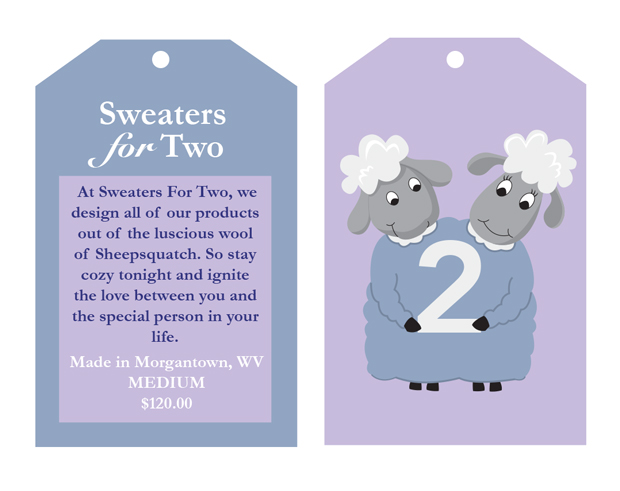 Sweaters
for Two
At Sweaters For Two, we
design all of our products
out of the luscious wool
of Sheepsquatch. So stay
cozy tonight and ignite
the love between you and
the special person in your
life.
Made in Morgantown, WV
MEDIUM
$120.00
2